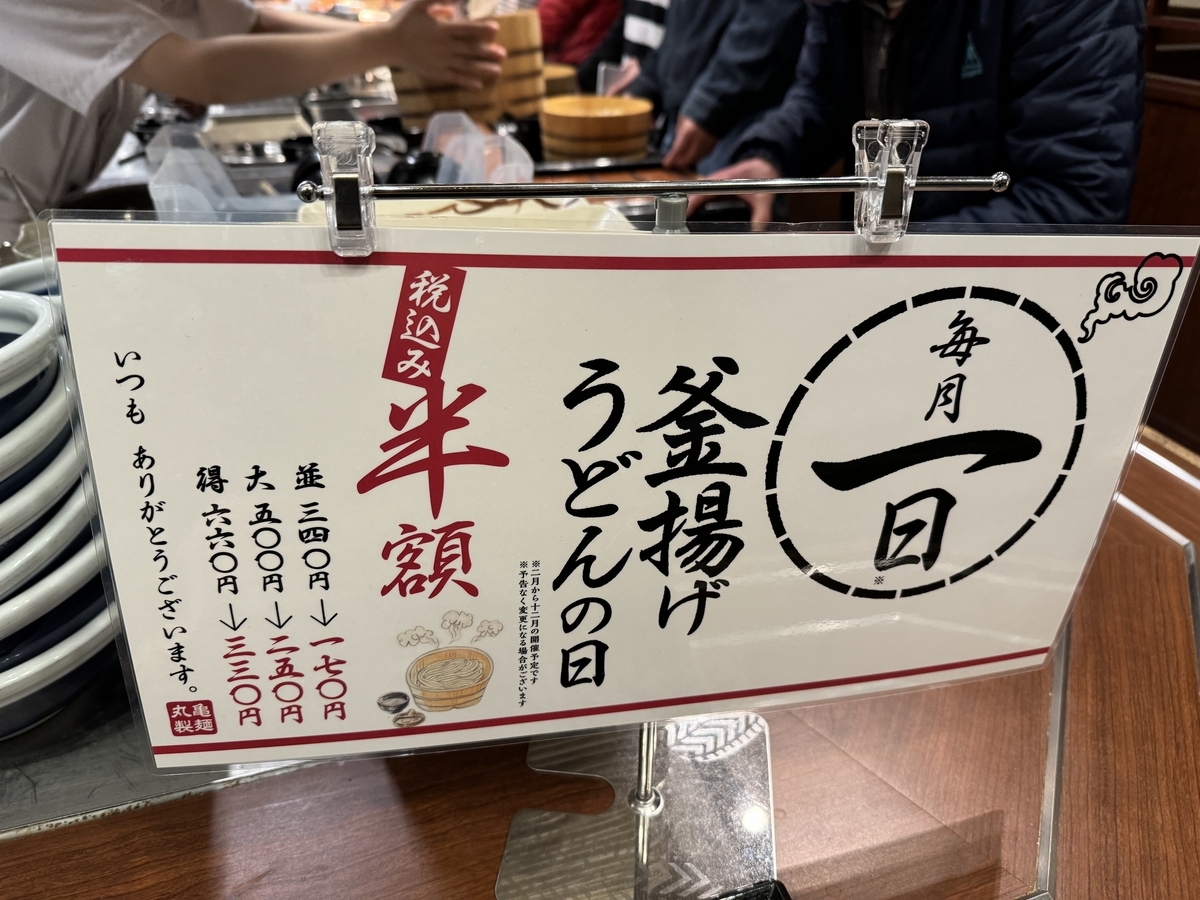 毎月
一日
※
釜揚げ
うどんの日
※二月から十二月の開催予定です
※予告なく変更になる場合がございます
税込み
半額
並 三四〇円→一七〇円
大 五〇〇円→二五〇円
得 六六〇円→三三〇円
いつも ありがとうございます。
丸亀
製麺